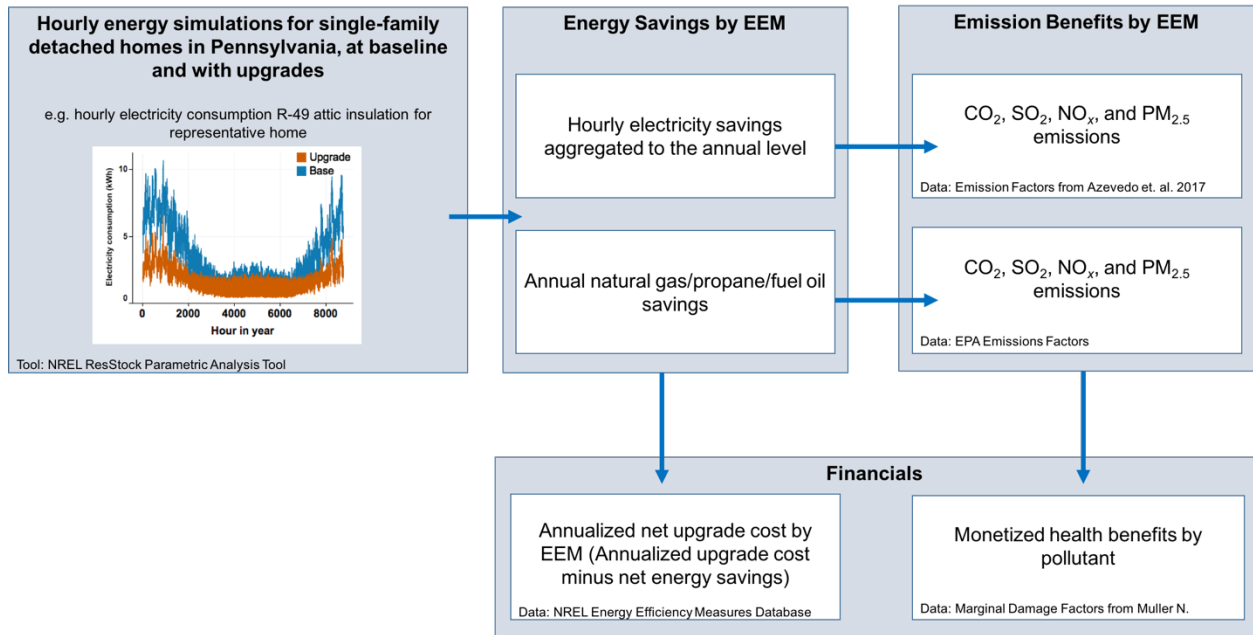 Hourly energy simulations for single-family
detached homes in Pennsylvania, at baseline
and with upgrades
e.g. hourly electricity consumption R-49 attic insulation for
representative home
Upgrade
Base
Electricity consumption (kWh)
10
5
0
0
2000
4000
6000
8000
Hour in year
Tool: NREL ResStock Parametric Analysis Tool
Energy Savings by EEM
Hourly electricity savings
aggregated to the annual level
Annual natural gas/propane/fuel oil
savings
Emission Benefits by EEM
CO₂, SO₂, NOₓ, and PM₂.₅
emissions
Data: Emission Factors from Azevedo et. al. 2017
CO₂, SO₂, NOₓ, and PM₂.₅
emissions
Data: EPA Emissions Factors
Financials
Annualized net upgrade cost by
EEM (Annualized upgrade cost
minus net energy savings)
Data: NREL Energy Efficiency Measures Database
Monetized health benefits by
pollutant
Data: Marginal Damage Factors from Muller N.